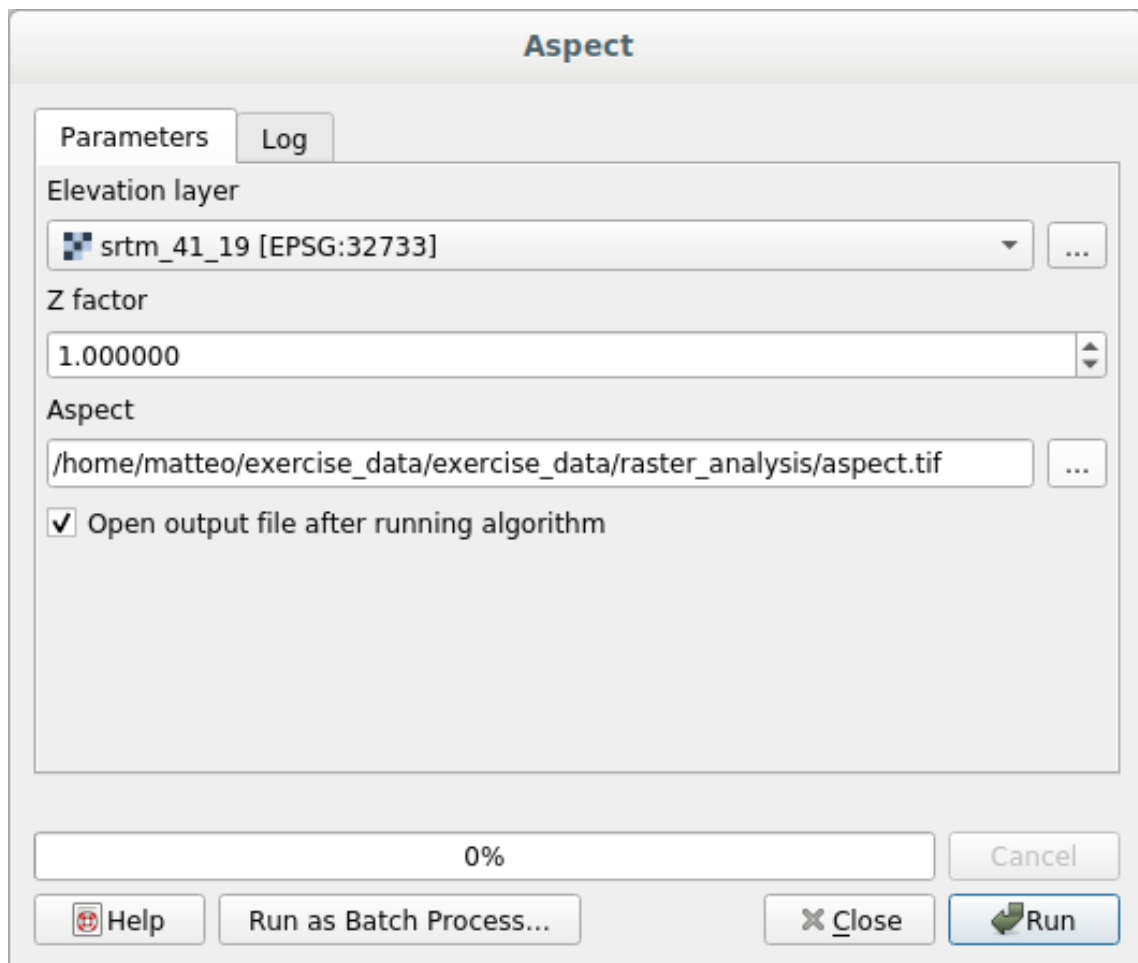 Aspect
Parameters Log
Elevation layer
srtm_41_19 [EPSG:32733] ...
Z factor
1.000000
Aspect
/home/matteo/exercise_data/exercise_data/raster_analysis/aspect.tif ...
Open output file after running algorithm
0% Cancel
Help Run as Batch Process... Close Run